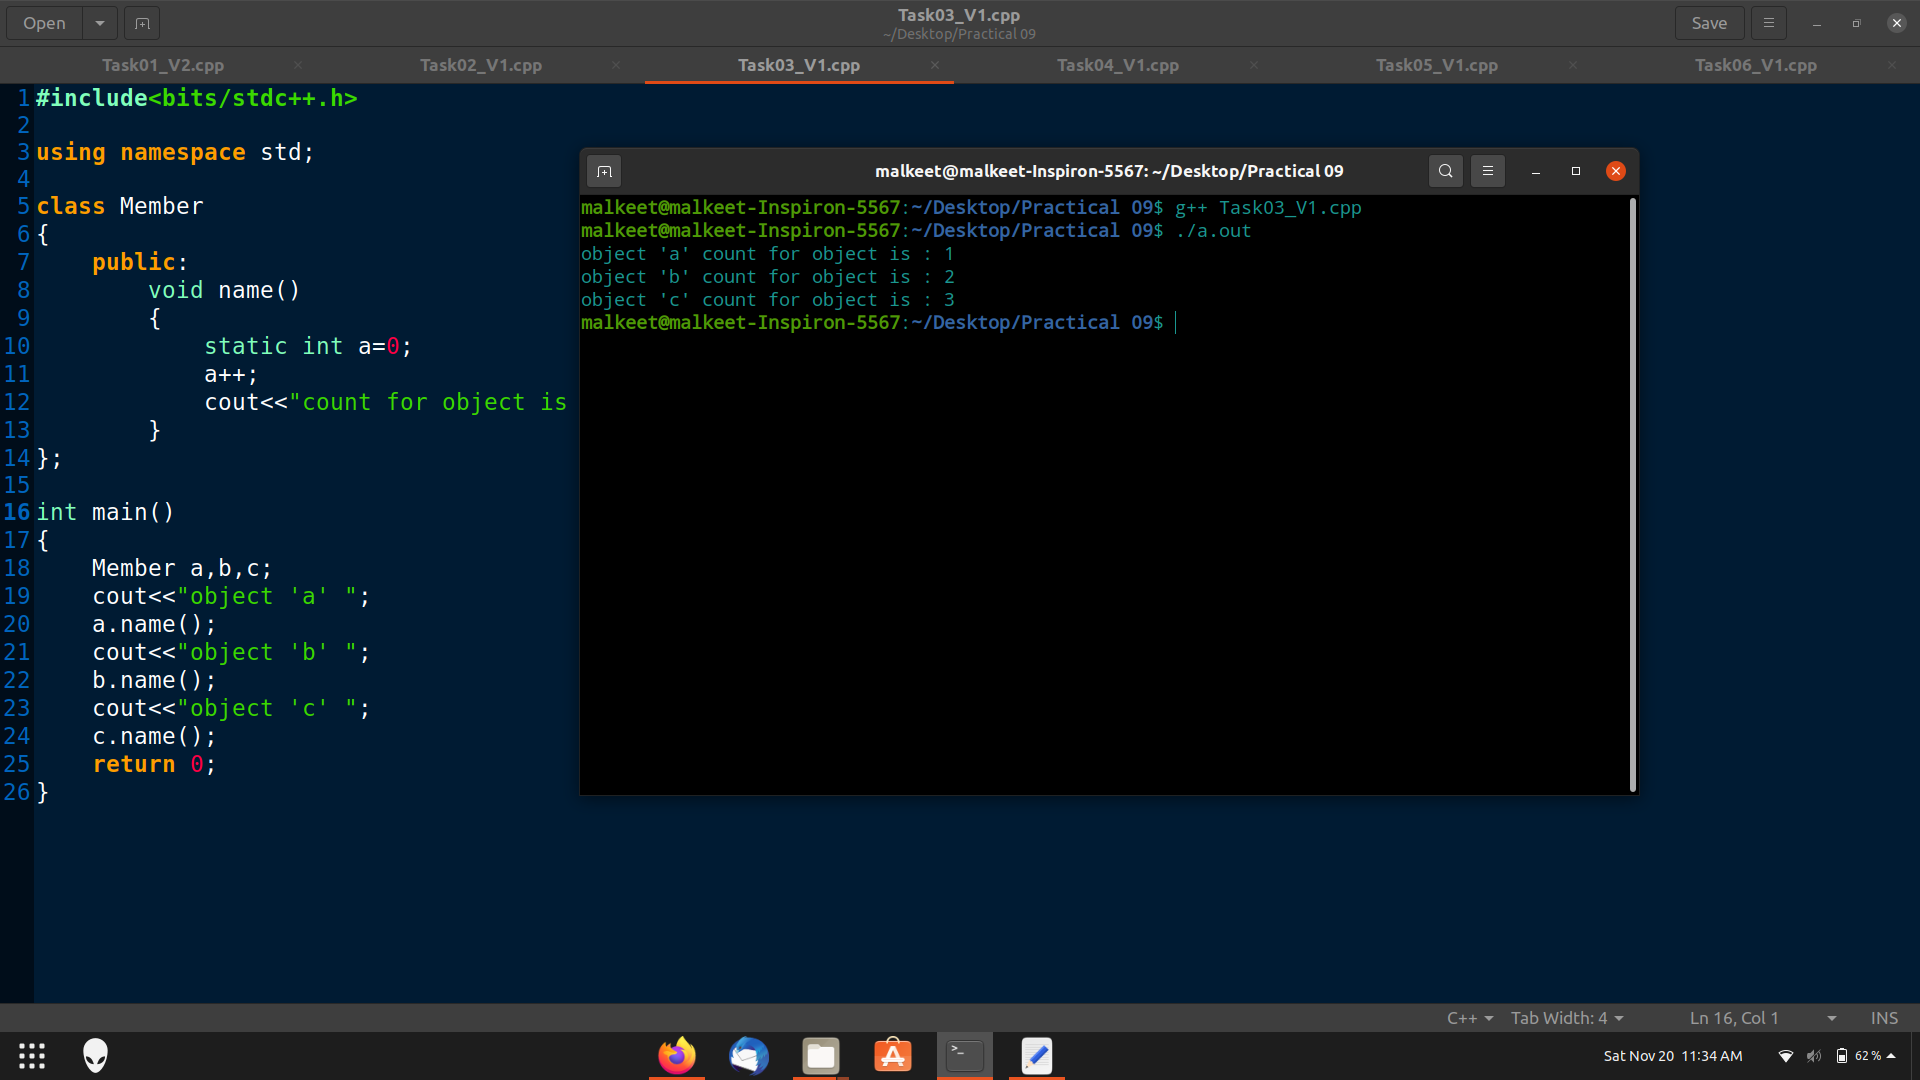 Open
Task03_V1.cpp
~/Desktop/Practical 09
Save
Task01_V2.cpp
Task02_V1.cpp
Task03_V1.cpp
Task04_V1.cpp
Task05_V1.cpp
Task06_V1.cpp
1 #include<bits/stdc++.h>
2
3 using namespace std;
4
5 class Member
6 {
7     public:
8         void name()
9         {
10             static int a=0;
11             a++;
12             cout<<"count for object is
13         }
14 };
15
16 int main()
17 {
18     Member a,b,c;
19     cout<<"object 'a' ";
20     a.name();
21     cout<<"object 'b' ";
22     b.name();
23     cout<<"object 'c' ";
24     c.name();
25     return 0;
26 }
malkeet@malkeet-Inspiron-5567: ~/Desktop/Practical 09
malkeet@malkeet-Inspiron-5567:~/Desktop/Practical 09$ g++ Task03_V1.cpp
malkeet@malkeet-Inspiron-5567:~/Desktop/Practical 09$ ./a.out
object 'a' count for object is : 1
object 'b' count for object is : 2
object 'c' count for object is : 3
malkeet@malkeet-Inspiron-5567:~/Desktop/Practical 09$
C++ Tab Width: 4 Ln 16, Col 1 INS
Sat Nov 20 11:34 AM 62%